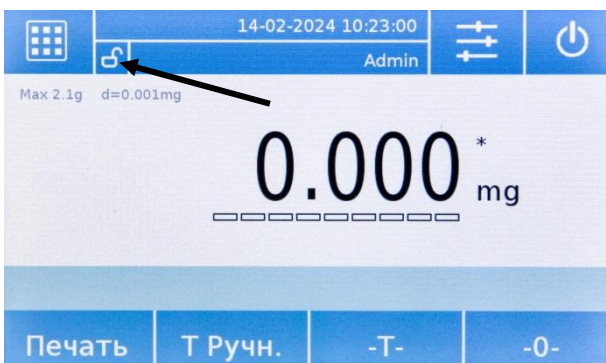 14-02-2024 10:23:00
Admin
Max 2.1g d=0.001mg
0.000 * mg
Печать Т Ручн. -T- -0-